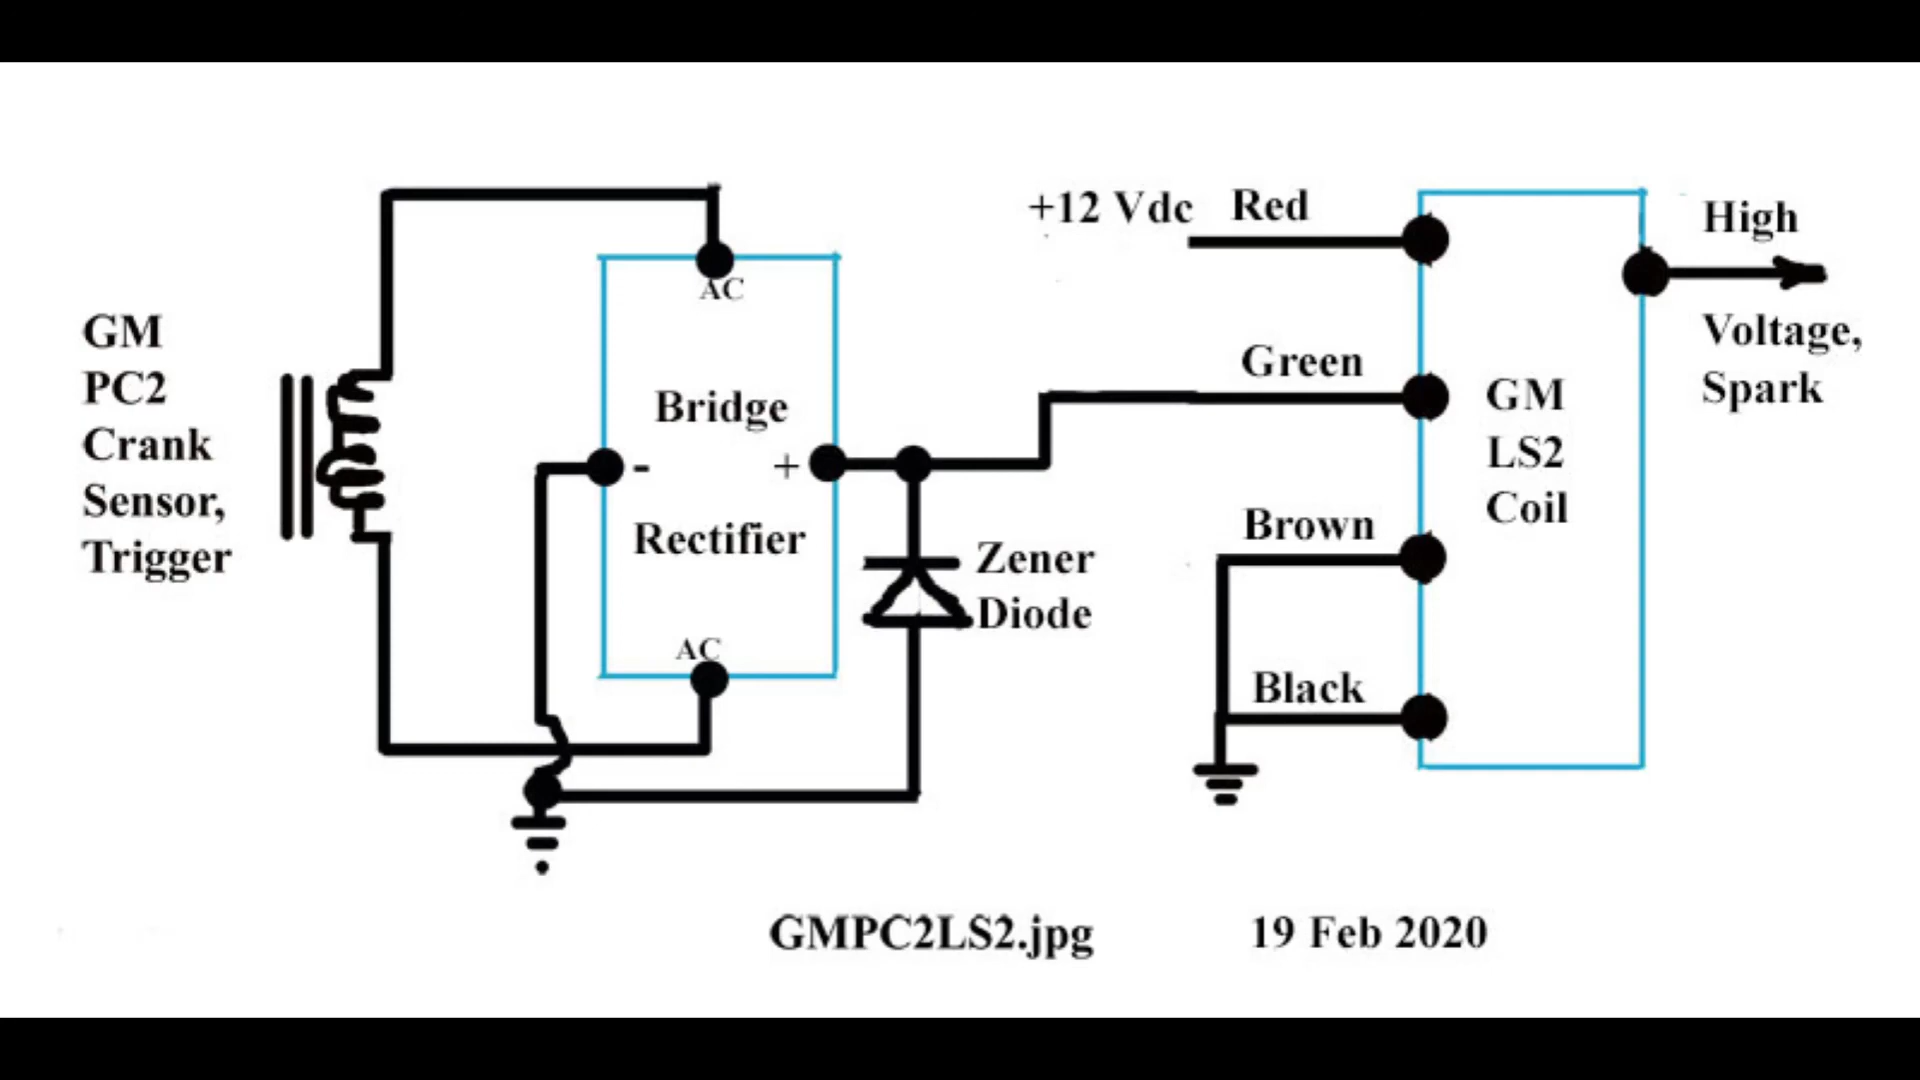 GM
PC2
Crank
Sensor,
Trigger
AC
Bridge
- +
Rectifier
AC
Zener
Diode
+12 Vdc Red
Green
Brown
Black
GM
LS2
Coil
High
Voltage,
Spark
GMPC2LS2.jpg 19 Feb 2020